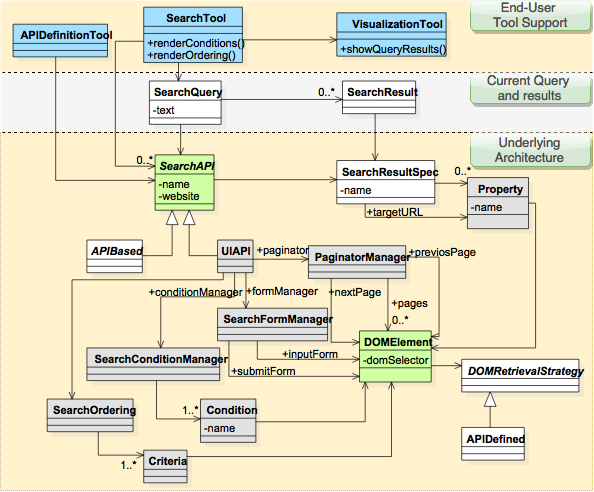 End-User
Tool Support
SearchTool
+renderConditions()
+renderOrdering()
VisualizationTool
+showQueryResults()
APIDefinitionTool
Current Query
and results
SearchQuery
-text
0..*
SearchResult
Underlying
Architecture
0..*
SearchAPI
-name
-website
SearchResultSpec
-name
0..*
+targetURL
Property
-name
APIBased
UIAPI
+paginator
PaginatorManager
+previosPage
+conditionManager
+formManager
+nextPage
+pages
0..*
SearchFormManager
DOMElement
-domSelector
SearchConditionManager
+inputForm
+submitForm
DOMRetrievalStrategy
SearchOrdering
1..*
Condition
-name
APIDefined
1..*
Criteria